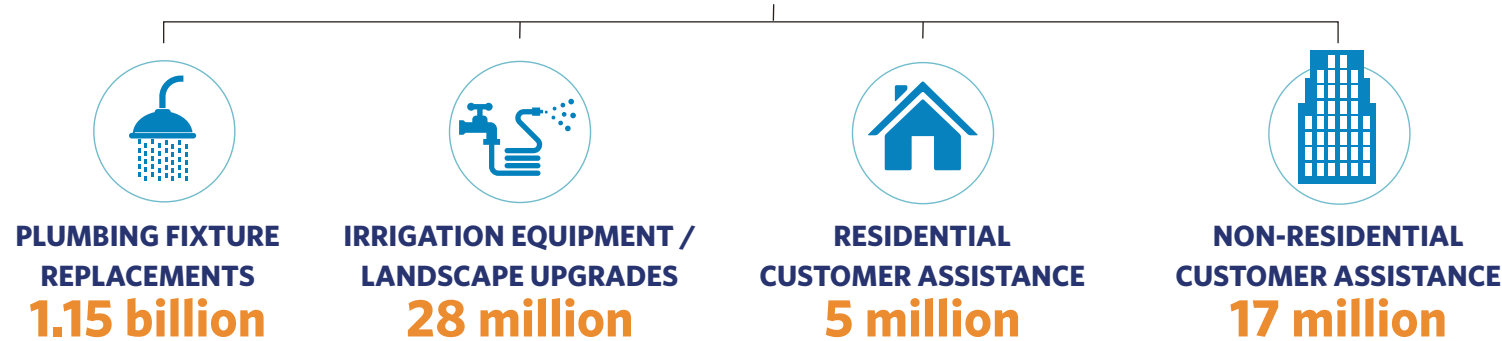 PLUMBING FIXTURE
REPLACEMENTS
1.15 billion
IRRIGATION EQUIPMENT /
LANDSCAPE UPGRADES
28 million
RESIDENTIAL
CUSTOMER ASSISTANCE
5 million
NON-RESIDENTIAL
CUSTOMER ASSISTANCE
17 million